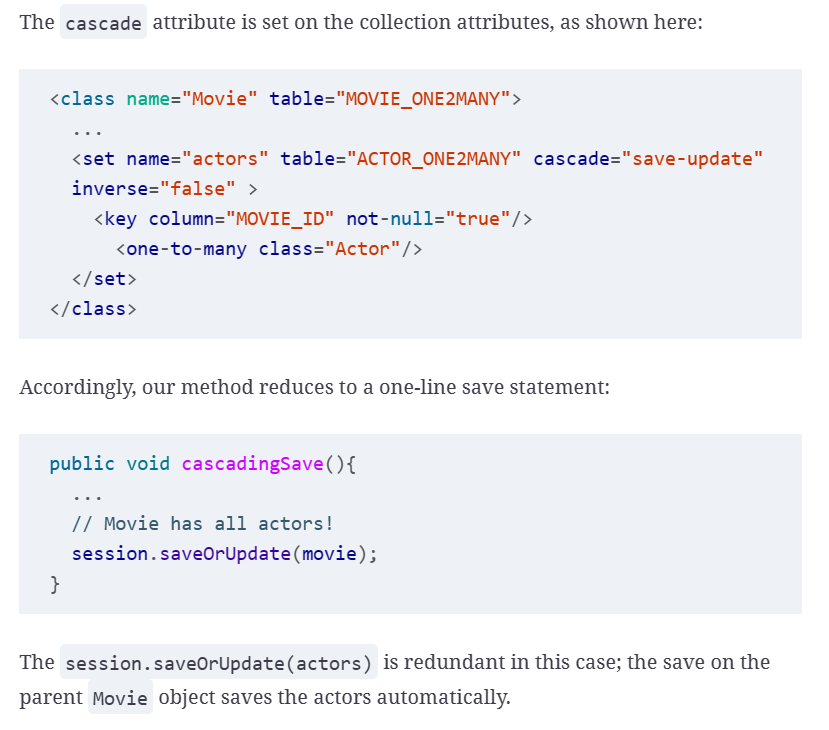 The cascade attribute is set on the collection attributes, as shown here:
<class name="Movie" table="MOVIE_ONE2MANY">
...
<set name="actors" table="ACTOR_ONE2MANY" cascade="save-update"
inverse="false" >
<key column="MOVIE_ID" not-null="true"/>
<one-to-many class="Actor"/>
</set>
</class>
Accordingly, our method reduces to a one-line save statement:
public void cascadingSave(){
...
// Movie has all actors!
session.saveOrUpdate(movie);
}
The session.saveOrUpdate(actors) is redundant in this case; the save on the
parent Movie object saves the actors automatically.